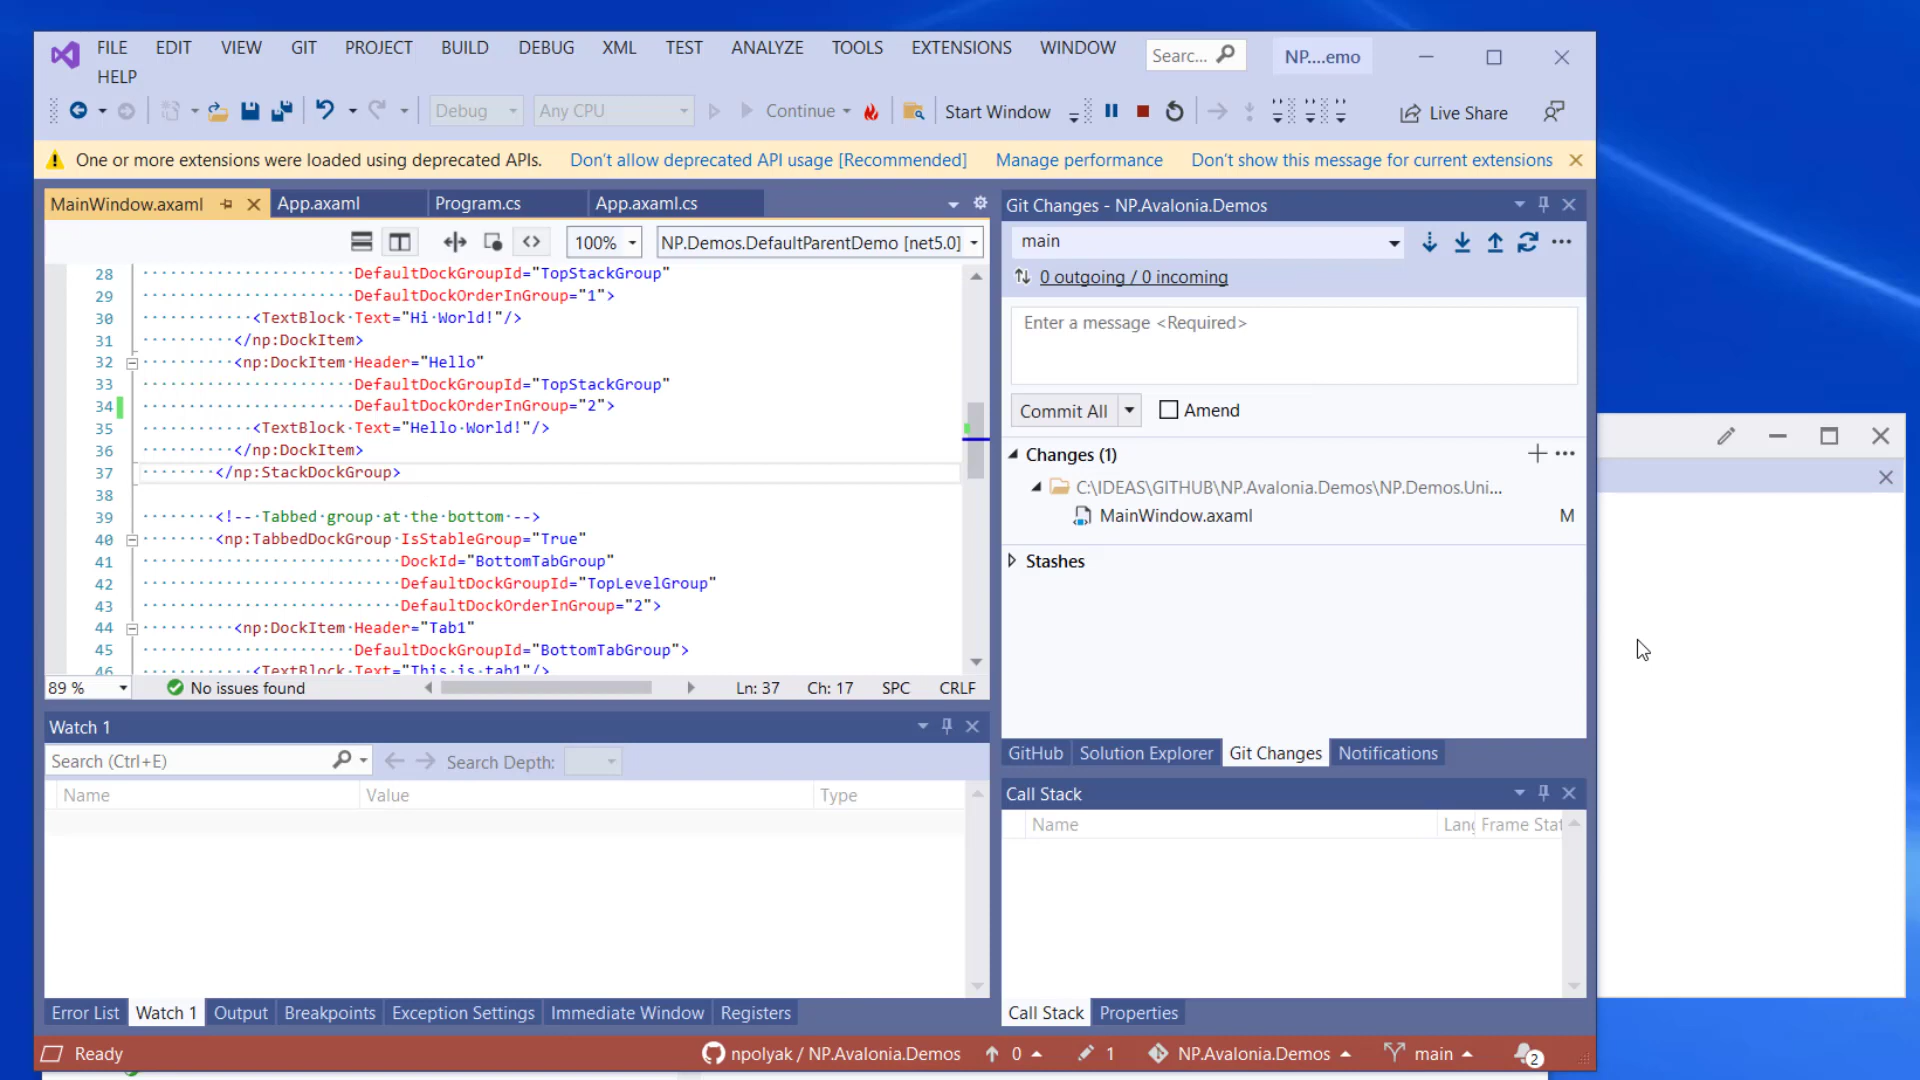 FILE EDIT VIEW GIT PROJECT BUILD DEBUG XML TEST ANALYZE TOOLS EXTENSIONS WINDOW Searc... NP....emo
HELP
Debug Any CPU Continue Start Window Live Share
One or more extensions were loaded using deprecated APIs. Don't allow deprecated API usage [Recommended] Manage performance Don't show this message for current extensions
MainWindow.axaml App.axaml Program.cs App.axaml.cs
100% NP.Demos.DefaultParentDemo [net5.0]
28 DefaultDockGroupId="TopStackGroup"
29 DefaultDockOrderInGroup="1">
30 <TextBlock·Text="Hi·World!"/>
31 </np:DockItem>
32 <np:DockItem·Header="Hello"
33 DefaultDockGroupId="TopStackGroup"
34 DefaultDockOrderInGroup="2">
35 <TextBlock·Text="Hello·World!"/>
36 </np:DockItem>
37 </np:StackDockGroup>
38
39 <!--·Tabbed·group·at·the·bottom·-->
40 <np:TabbedDockGroup·IsStableGroup="True"
41 DockId="BottomTabGroup"
42 DefaultDockGroupId="TopLevelGroup"
43 DefaultDockOrderInGroup="2">
44 <np:DockItem·Header="Tab1"
45 DefaultDockGroupId="BottomTabGroup">
46 <TextBlock·Text="This·is·tab1"/>
89 % No issues found Ln: 37 Ch: 17 SPC CRLF
Git Changes - NP.Avalonia.Demos
main
0 outgoing / 0 incoming
Enter a message <Required>
Commit All Amend
Changes (1)
C:\IDEAS\GITHUB\NP.Avalonia.Demos\NP.Demos.Uni...
MainWindow.axaml M
Stashes
GitHub Solution Explorer Git Changes Notifications
Watch 1
Search (Ctrl+E) Search Depth:
Name Value Type
Call Stack
Name Lang Frame Stat
Error List Watch 1 Output Breakpoints Exception Settings Immediate Window Registers
Call Stack Properties
Ready npolyak / NP.Avalonia.Demos 0 1 NP.Avalonia.Demos main 2